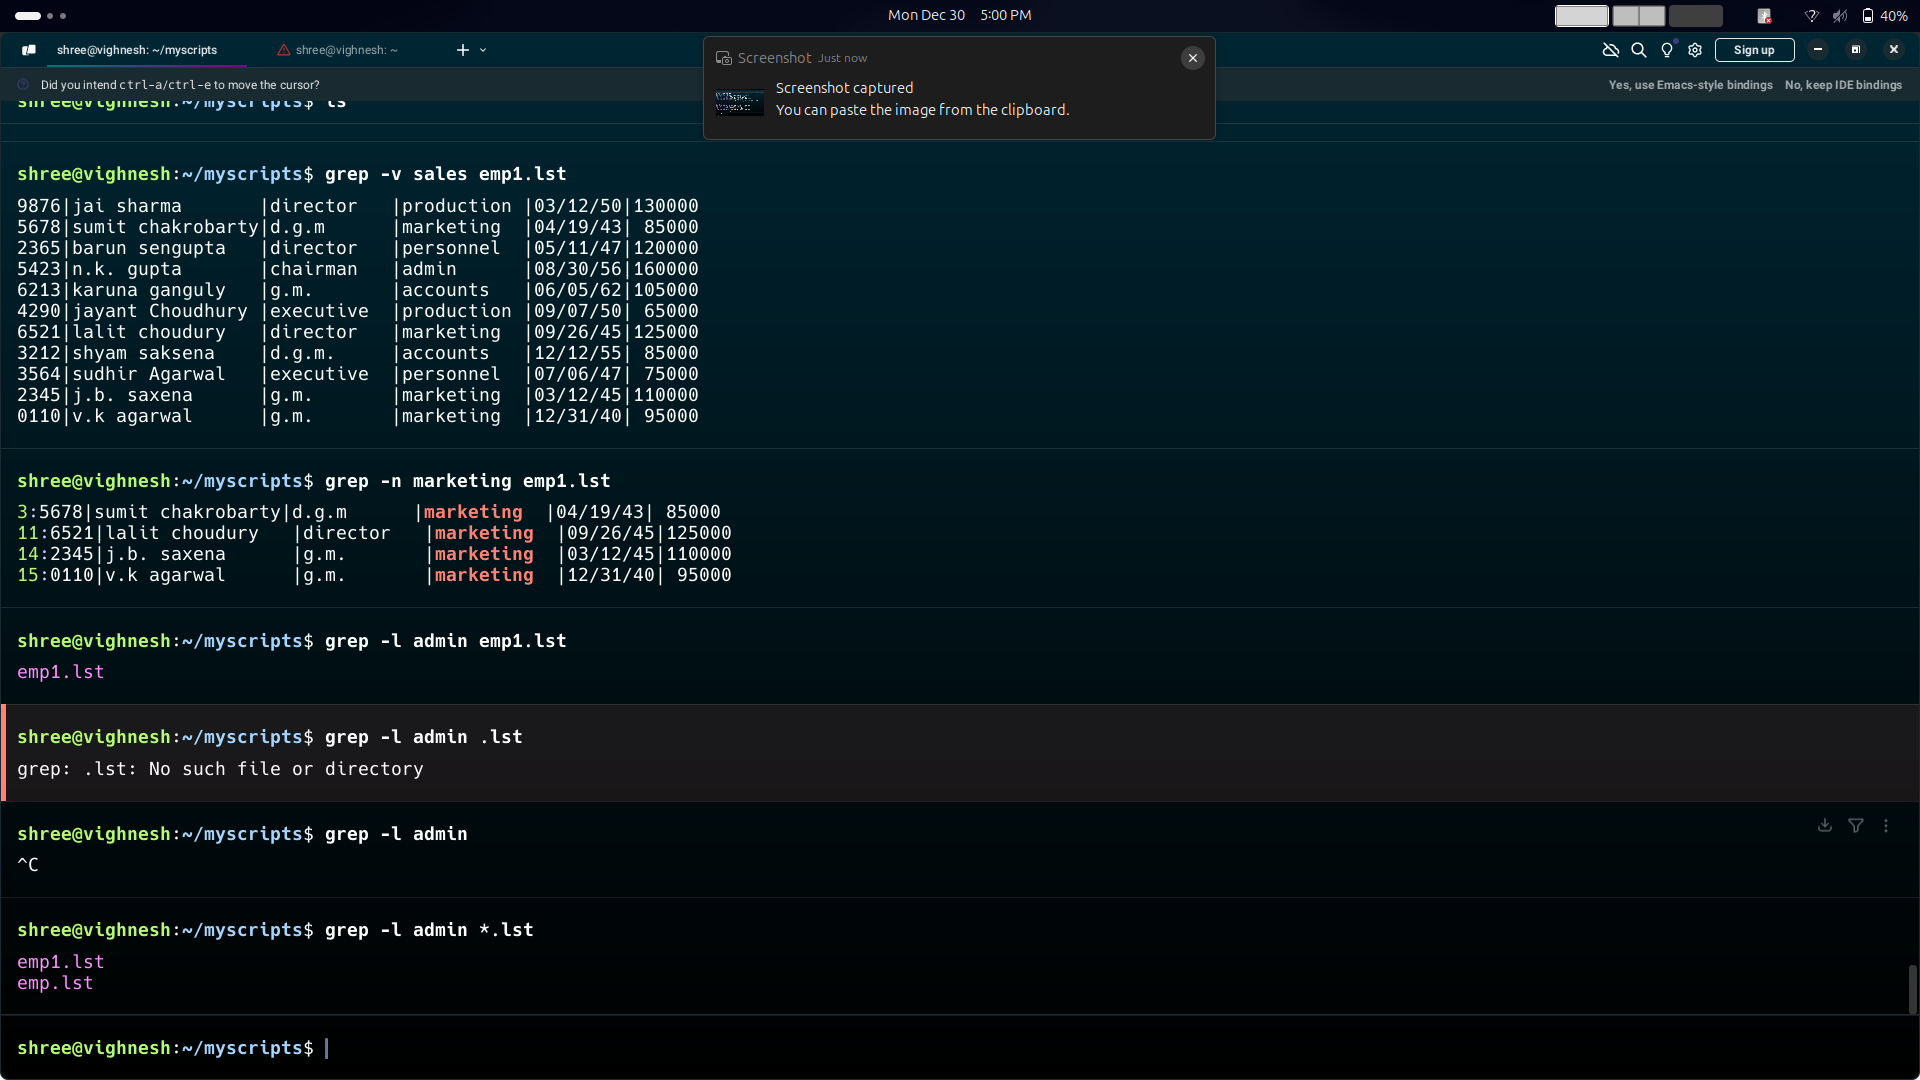 Mon Dec 30 5:00 PM
40%
shree@vighnesh: ~/myscripts
shree@vighnesh: ~
Sign up
Screenshot Just now
Screenshot captured
You can paste the image from the clipboard.
Did you intend ctrl-a/ctrl-e to move the cursor?
Yes, use Emacs-style bindings No, keep IDE bindings
shree@vighnesh:~/myscripts$ ls
shree@vighnesh:~/myscripts$ grep -v sales emp1.lst
9876|jai sharma       |director   |production |03/12/50|130000
5678|sumit chakrobarty|d.g.m      |marketing  |04/19/43| 85000
2365|barun sengupta   |director   |personnel  |05/11/47|120000
5423|n.k. gupta       |chairman   |admin      |08/30/56|160000
6213|karuna ganguly   |g.m.       |accounts   |06/05/62|105000
4290|jayant Choudhury |executive  |production |09/07/50| 65000
6521|lalit choudury   |director   |marketing  |09/26/45|125000
3212|shyam saksena    |d.g.m.     |accounts   |12/12/55| 85000
3564|sudhir Agarwal   |executive  |personnel  |07/06/47| 75000
2345|j.b. saxena      |g.m.       |marketing  |03/12/45|110000
0110|v.k agarwal      |g.m.       |marketing  |12/31/40| 95000
shree@vighnesh:~/myscripts$ grep -n marketing emp1.lst
3:5678|sumit chakrobarty|d.g.m      |marketing  |04/19/43| 85000
11:6521|lalit choudury   |director   |marketing  |09/26/45|125000
14:2345|j.b. saxena      |g.m.       |marketing  |03/12/45|110000
15:0110|v.k agarwal      |g.m.       |marketing  |12/31/40| 95000
shree@vighnesh:~/myscripts$ grep -l admin emp1.lst
emp1.lst
shree@vighnesh:~/myscripts$ grep -l admin .lst
grep: .lst: No such file or directory
shree@vighnesh:~/myscripts$ grep -l admin
^C
shree@vighnesh:~/myscripts$ grep -l admin *.lst
emp1.lst
emp.lst
shree@vighnesh:~/myscripts$